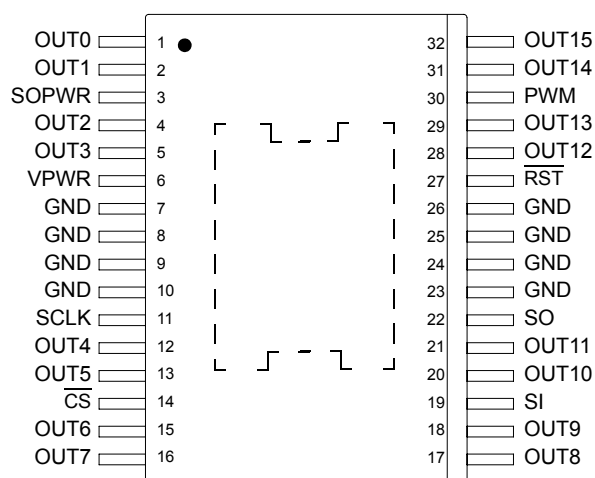 OUT0 1 32 OUT15
OUT1 2 31 OUT14
SOPWR 3 30 PWM
OUT2 4 29 OUT13
OUT3 5 28 OUT12
VPWR 6 27 RST
GND 7 26 GND
GND 8 25 GND
GND 9 24 GND
GND 10 23 GND
SCLK 11 22 SO
OUT4 12 21 OUT11
OUT5 13 20 OUT10
CS 14 19 SI
OUT6 15 18 OUT9
OUT7 16 17 OUT8